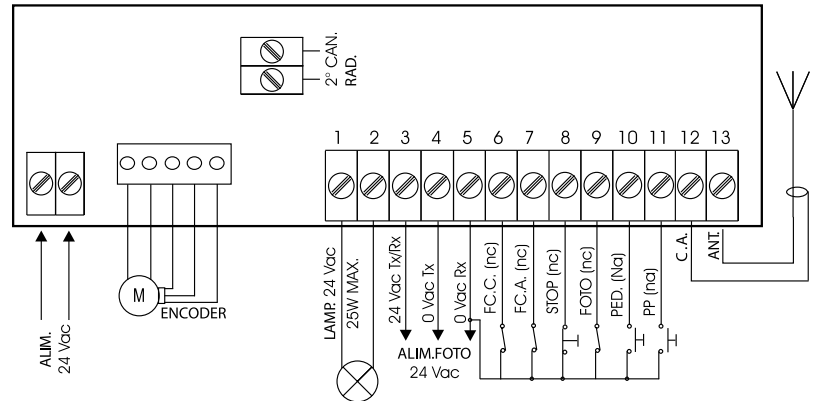 2° CAN.
RAD.
1 2 3 4 5 6 7 8 9 10 11 12 13
ALIM.
24 Vac
M
ENCODER
LAMP. 24 Vac
25W MAX.
24 Vac Tx/Rx
0 Vac Tx
0 Vac Rx
FC.C. (nc)
FC.A. (nc)
STOP (nc)
FOTO (nc)
PED. (Na)
PP (na)
C.A.
ANT.
ALIM.FOTO
24 Vac